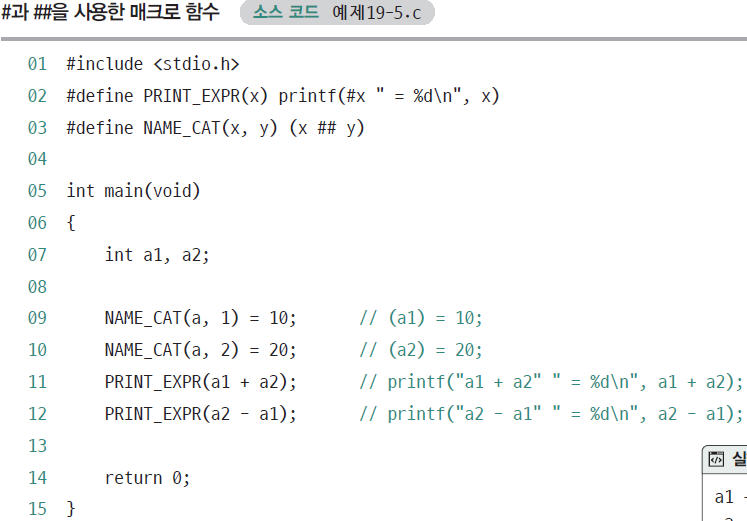 #과 ##을 사용한 매크로 함수 소스 코드 예제19-5.c
01 #include <stdio.h>
02 #define PRINT_EXPR(x) printf(#x " = %d\n", x)
03 #define NAME_CAT(x, y) (x ## y)
04
05 int main(void)
06 {
07 int a1, a2;
08
09 NAME_CAT(a, 1) = 10; // (a1) = 10;
10 NAME_CAT(a, 2) = 20; // (a2) = 20;
11 PRINT_EXPR(a1 + a2); // printf("a1 + a2" " = %d\n", a1 + a2);
12 PRINT_EXPR(a2 - a1); // printf("a2 - a1" " = %d\n", a2 - a1);
13
14 return 0;
15 }
실
a1